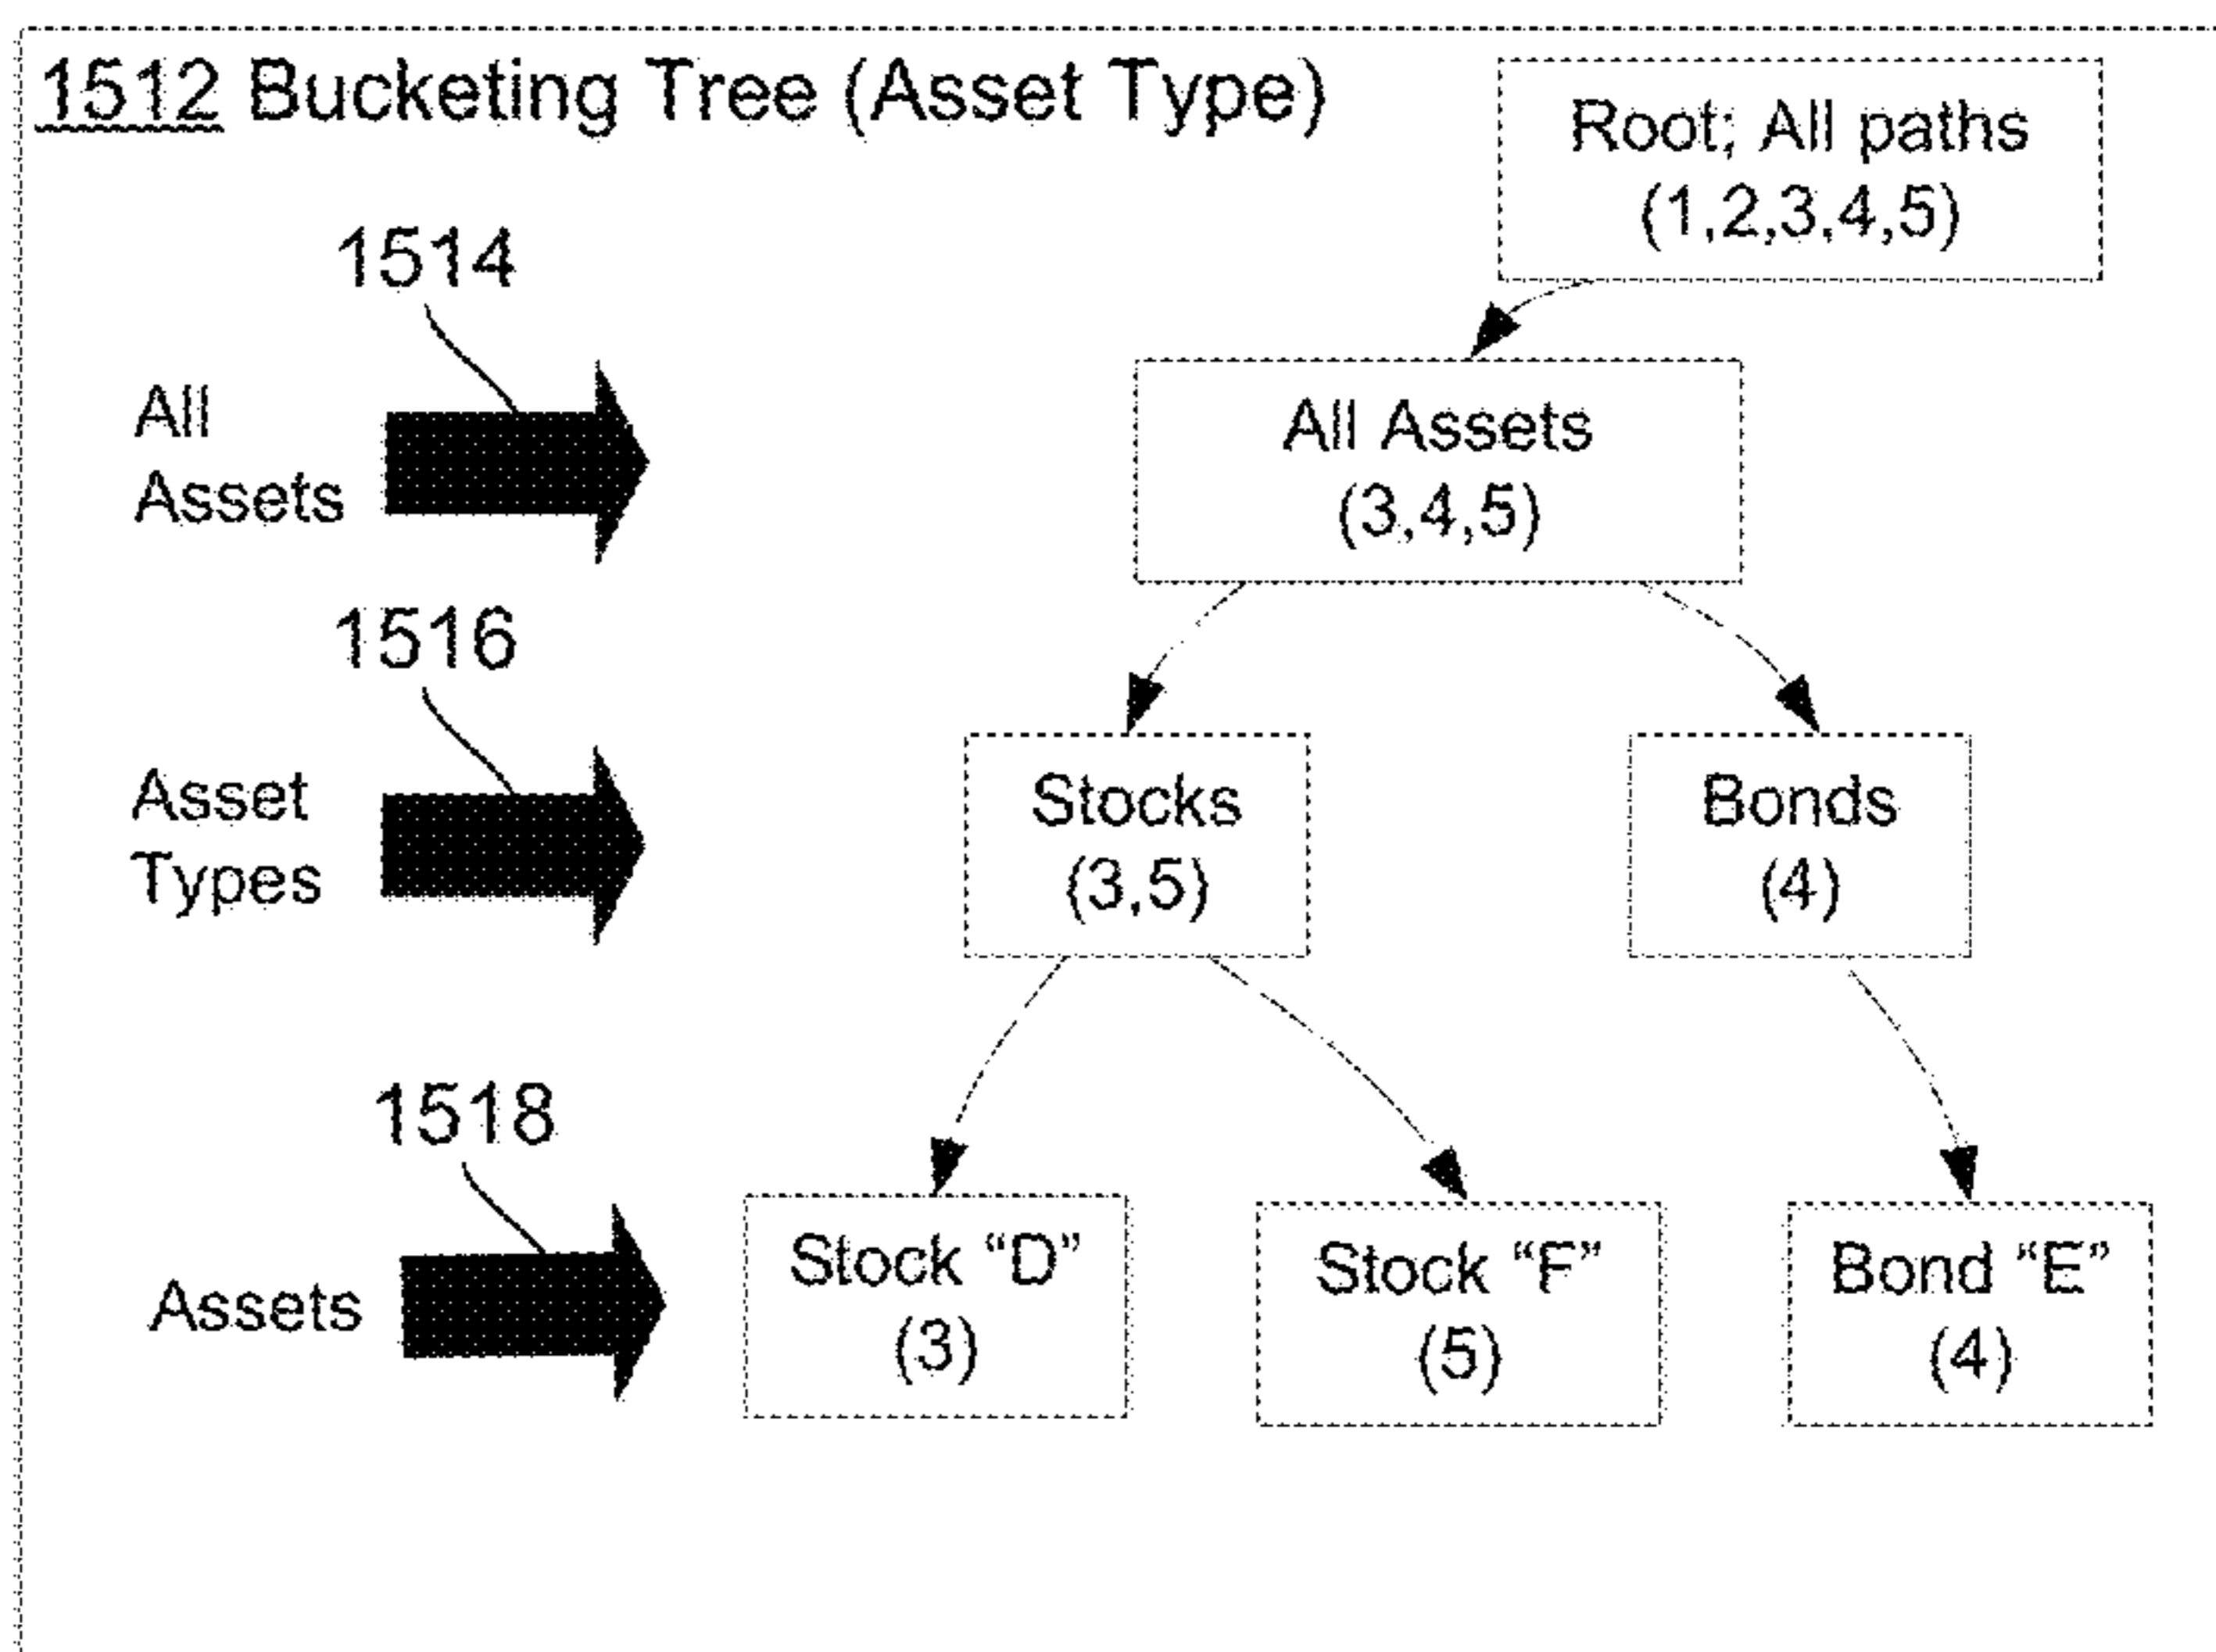 1512 Bucketing Tree (Asset Type)
Root; All paths
(1,2,3,4,5)
1514
All
Assets
All Assets
(3,4,5)
1516
Asset
Types
Stocks
(3,5)
Bonds
(4)
1518
Assets
Stock “D”
(3)
Stock “F”
(5)
Bond “E”
(4)